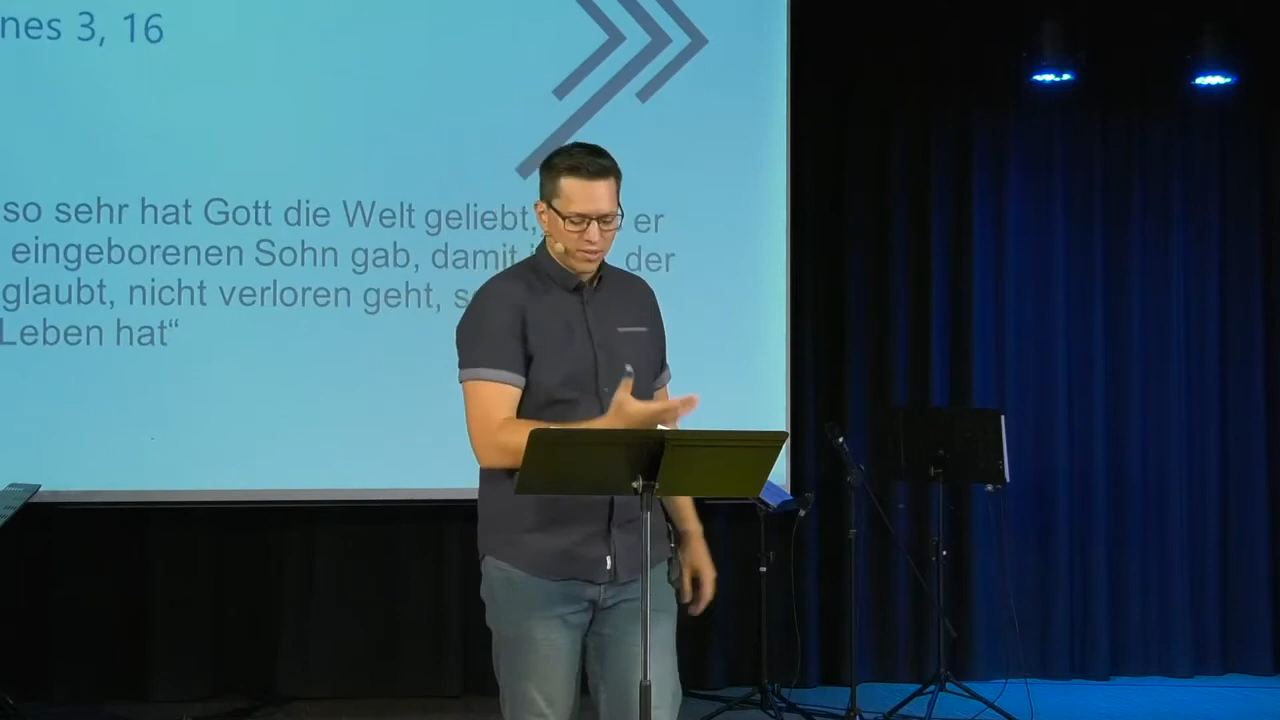 nes 3, 16
so sehr hat Gott die Welt geliebt, er
eingeborenen Sohn gab, damit der
glaubt, nicht verloren geht,
Leben hat“